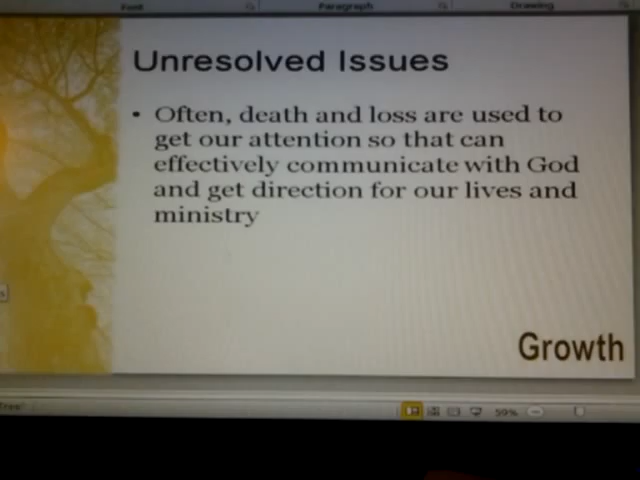 Font
Paragraph
Drawing
Unresolved Issues
• Often, death and loss are used to
get our attention so that can
effectively communicate with God
and get direction for our lives and
ministry
Growth
Tree"
59%